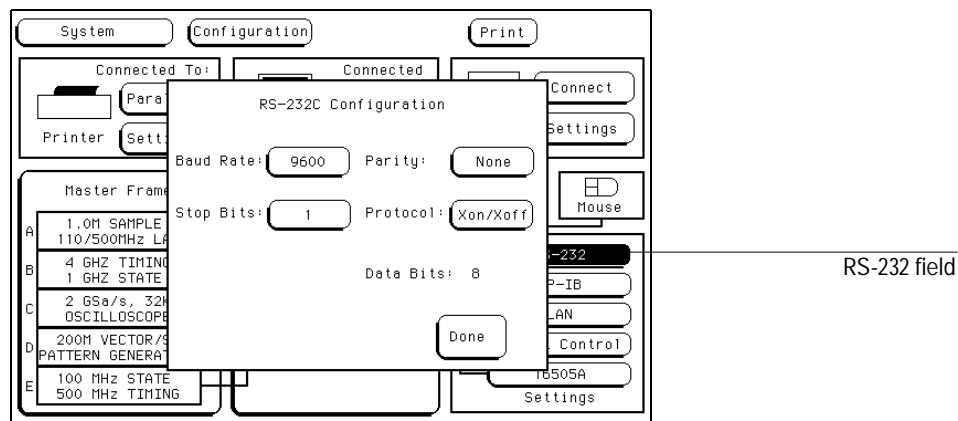 System
Configuration
Print
Connected To:
Connected
Connect
Printer
Settings
RS-232C Configuration
Baud Rate: 9600
Parity: None
Stop Bits: 1
Protocol: Xon/Xoff
Data Bits: 8
Done
Master Frame
A 1.0M SAMPLE
110/500MHz LA
B 4 GHZ TIMING
1 GHZ STATE
C 2 GSa/s, 32K
OSCILLOSCOPE
D 200M VECTOR/S
PATTERN GENERAT
E 100 MHz STATE
500 MHz TIMING
Mouse
-232
P-IB
LAN
Control
16505A
Settings
RS-232 field